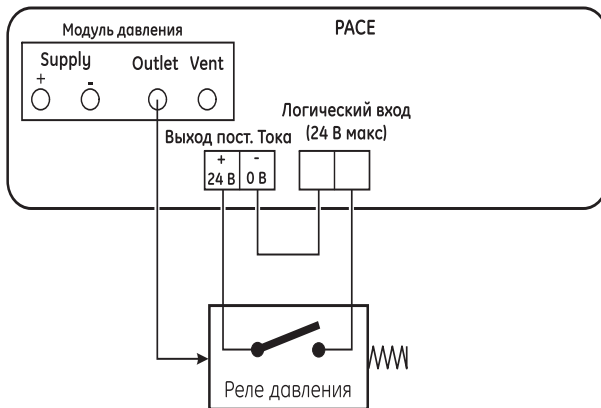 PACE
Модуль давления
Supply Outlet Vent
+ -
Логический вход
(24 В макс)
Выход пост. Тока
+ -
24 В 0 В
Реле давления